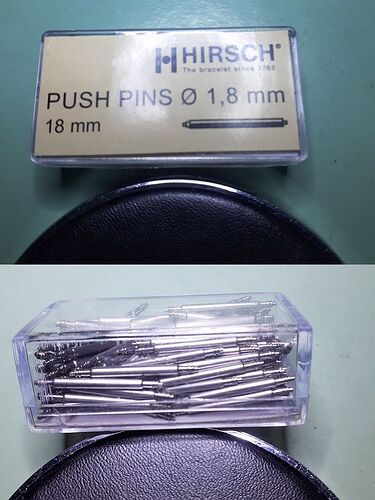 HIRSCH®
The bracelet since 1765
PUSH PINS Ø 1,8 mm
18 mm